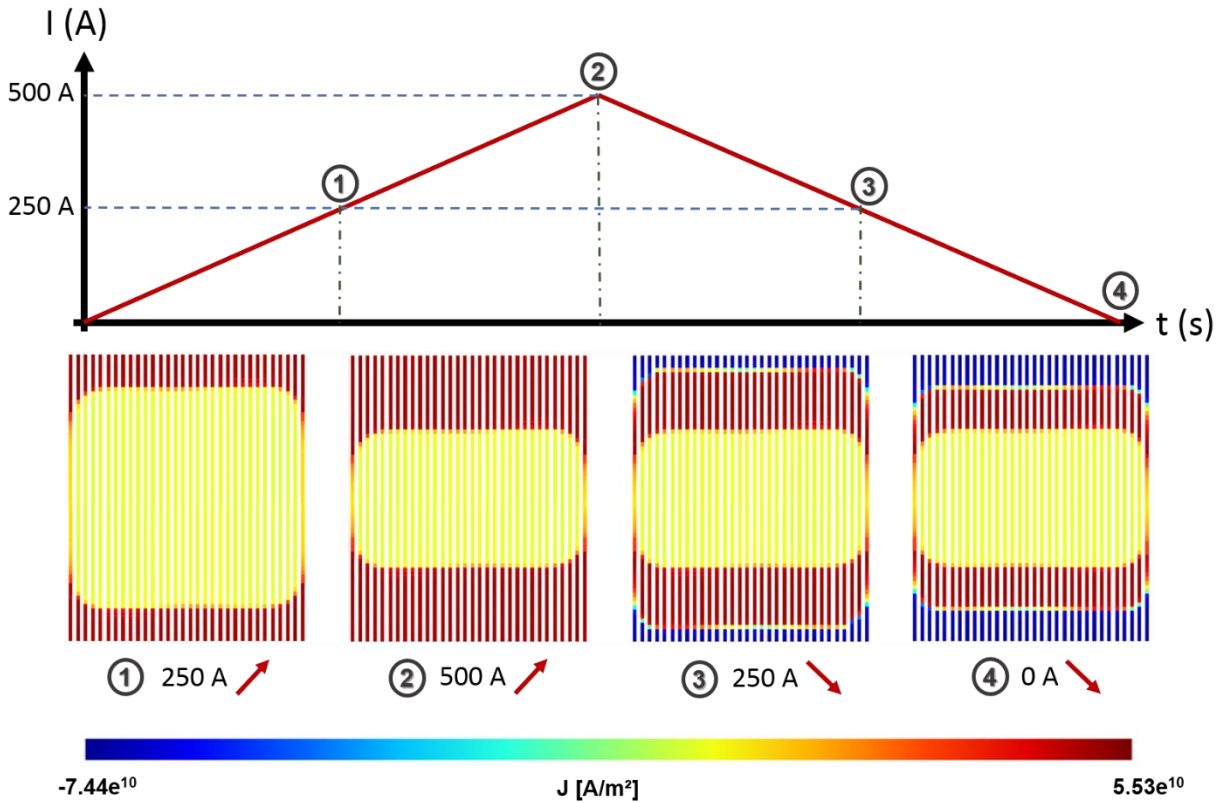 I (A)
500 A
250 A
①
②
③
④
t (s)
① 250 A
② 500 A
③ 250 A
④ 0 A
-7.44e¹⁰
J [A/m²]
5.53e¹⁰